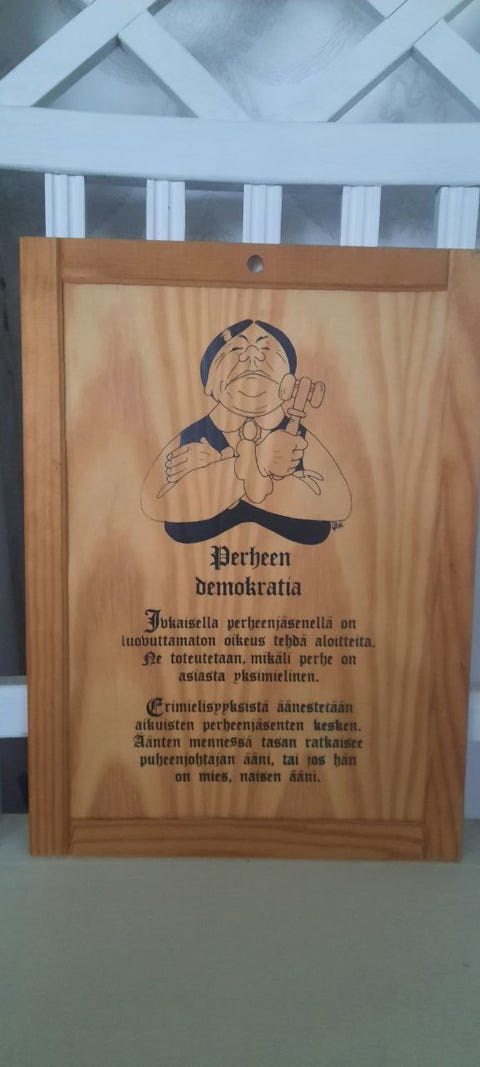 Perheen
demokratia
Jokaisella perheenjäsenellä on
luovuttamaton oikeus tehdä aloitteita.
Ne toteutetaan, mikäli perhe on
asiasta yksimielinen.
Erimielisyyksistä äänestetään
aikuisten perheenjäsenten kesken.
Äänten mennessä tasan ratkaisee
puheenjohtajan ääni, tai jos hän
on mies, naisen ääni.